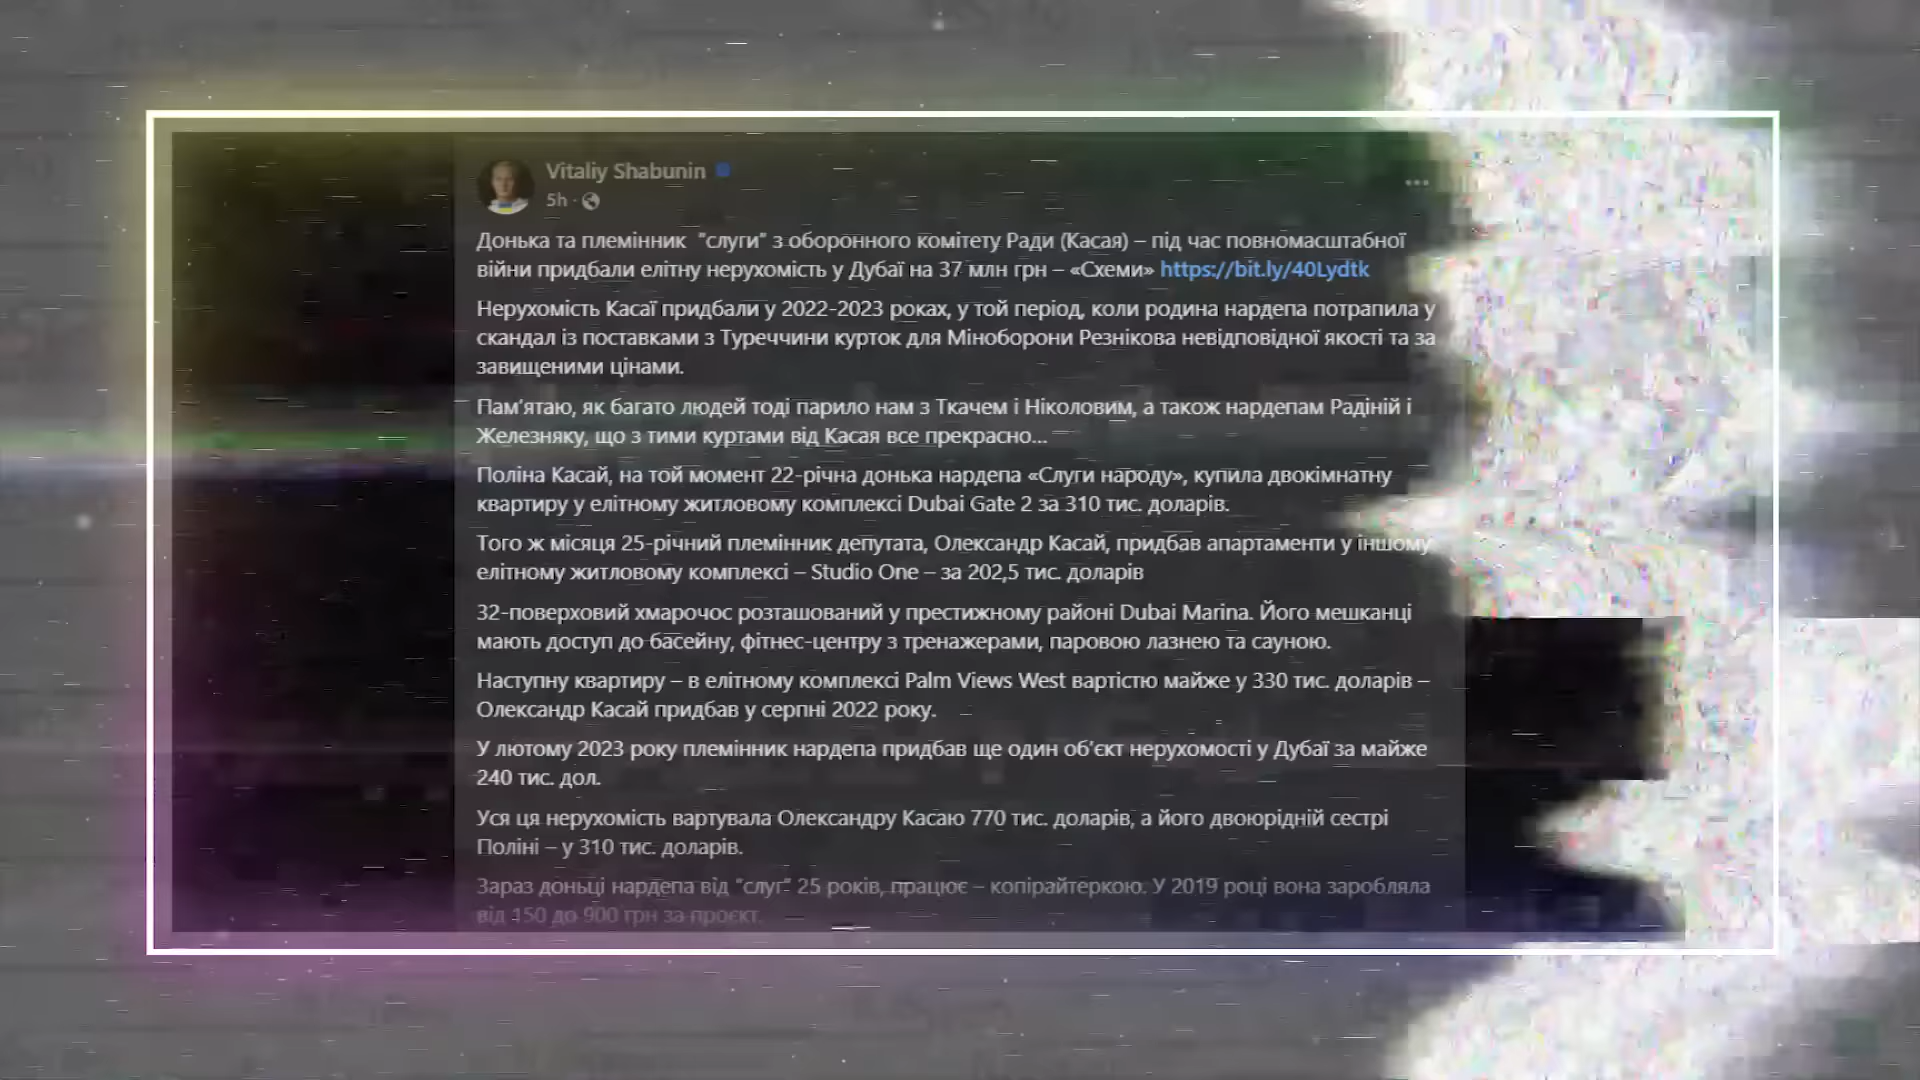 Vitaliy Shabunin
5h ·
Донька та племінник "слуги" з оборонного комітету Ради (Касая) – під час повномасштабної
війни придбали елітну нерухомість у Дубаї на 37 млн грн – «Схеми» https://bit.ly/40Lydtk
Нерухомість Касаї придбали у 2022-2023 роках, у той період, коли родина нардепа потрапила у
скандал із поставками з Туреччини курток для Міноборони Резнікова невідповідної якості та за
завищеними цінами.
Пам'ятаю, як багато людей тоді парило нам з Ткачем і Ніколовим, а також нардепам Радіній і
Железняку, що з тими куртами від Касая все прекрасно...
Поліна Касай, на той момент 22-річна донька нардепа «Слуги народу», купила двокімнатну
квартиру у елітному житловому комплексі Dubai Gate 2 за 310 тис. доларів.
Того ж місяця 25-річний племінник депутата, Олександр Касай, придбав апартаменти у іншому
елітному житловому комплексі – Studio One – за 202,5 тис. доларів
32-поверховий хмарочос розташований у престижному районі Dubai Marina. Його мешканці
мають доступ до басейну, фітнес-центру з тренажерами, паровою лазнею та сауною.
Наступну квартиру – в елітному комплексі Palm Views West вартістю майже у 330 тис. доларів –
Олександр Касай придбав у серпні 2022 року.
У лютому 2023 року племінник нардепа придбав ще один об'єкт нерухомості у Дубаї за майже
240 тис. дол.
Уся ця нерухомість вартувала Олександру Касаю 770 тис. доларів, а його двоюрідній сестрі
Поліні – у 310 тис. доларів.
Зараз доньці нардепа від "слуг" 25 років, працює – копірайтеркою. У 2019 році вона заробляла
від 150 до 900 грн за проєкт.